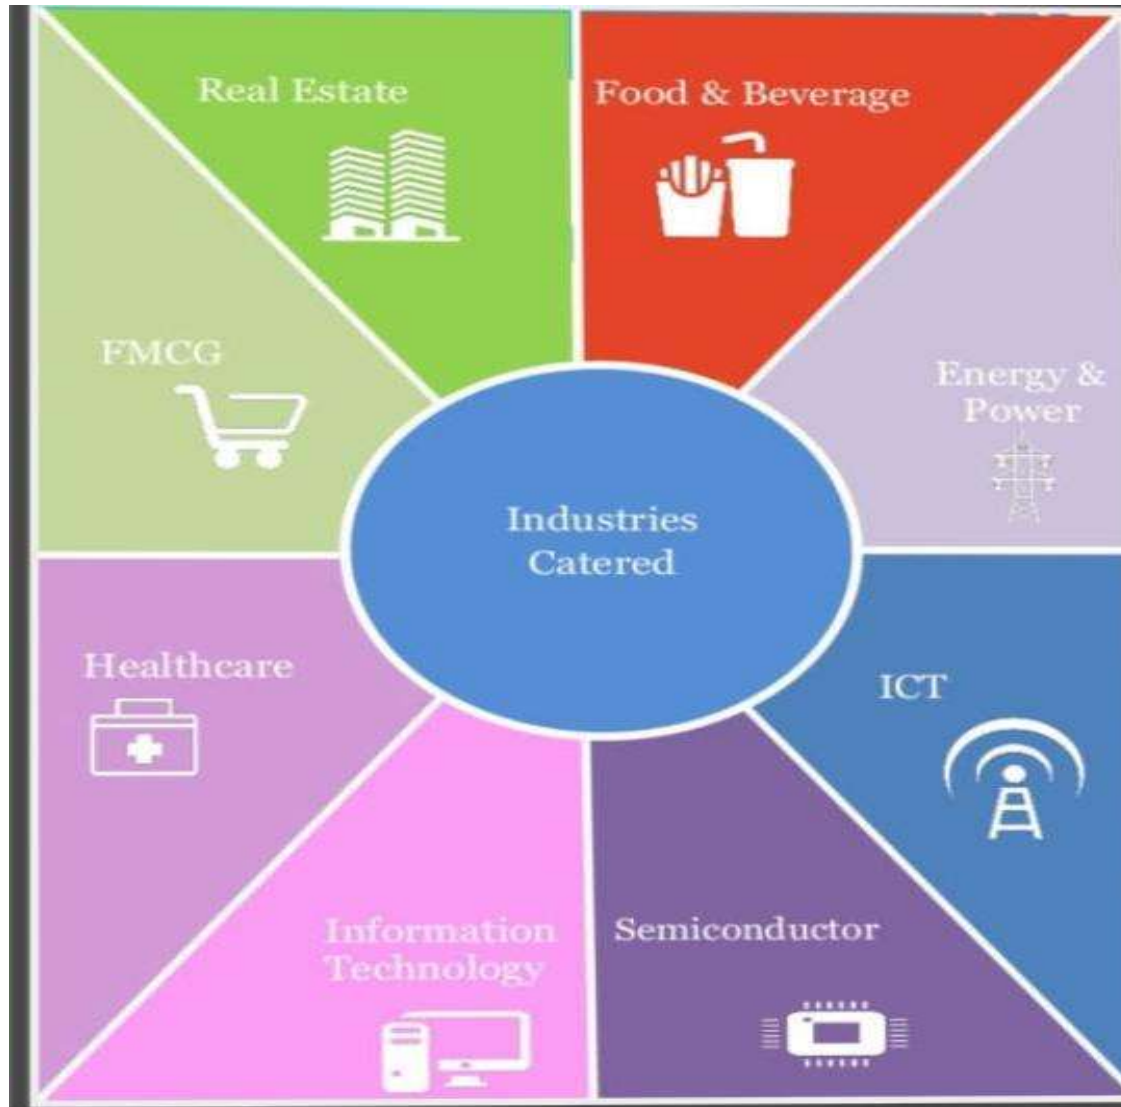 Real Estate
Food & Beverage
FMCG
Energy &
Power
Industries
Catered
Healthcare
ICT
Information
Technology
Semiconductor